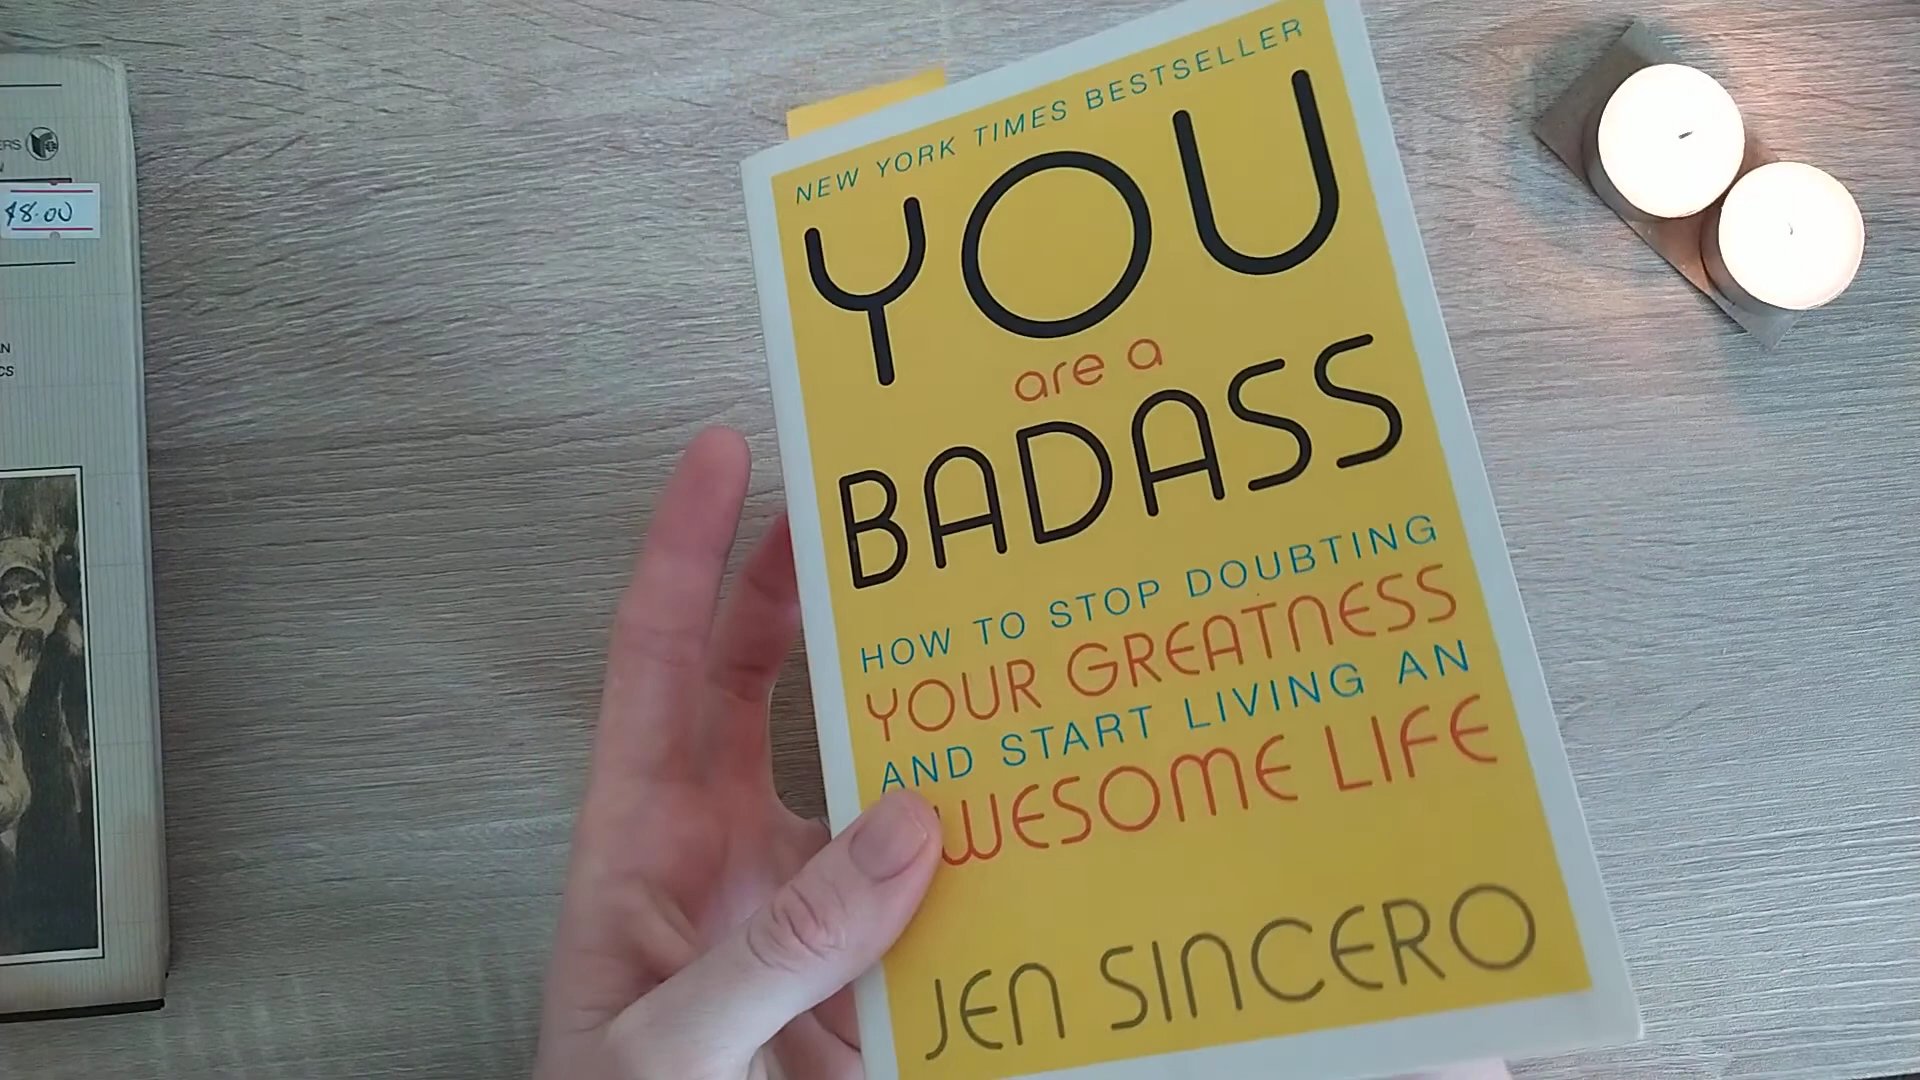 NEW YORK TIMES BESTSELLER
YOU
are a
BADASS
HOW TO STOP DOUBTING
YOUR GREATNESS
AND START LIVING AN
AWESOME LIFE
JEN SINCERO
$8.00